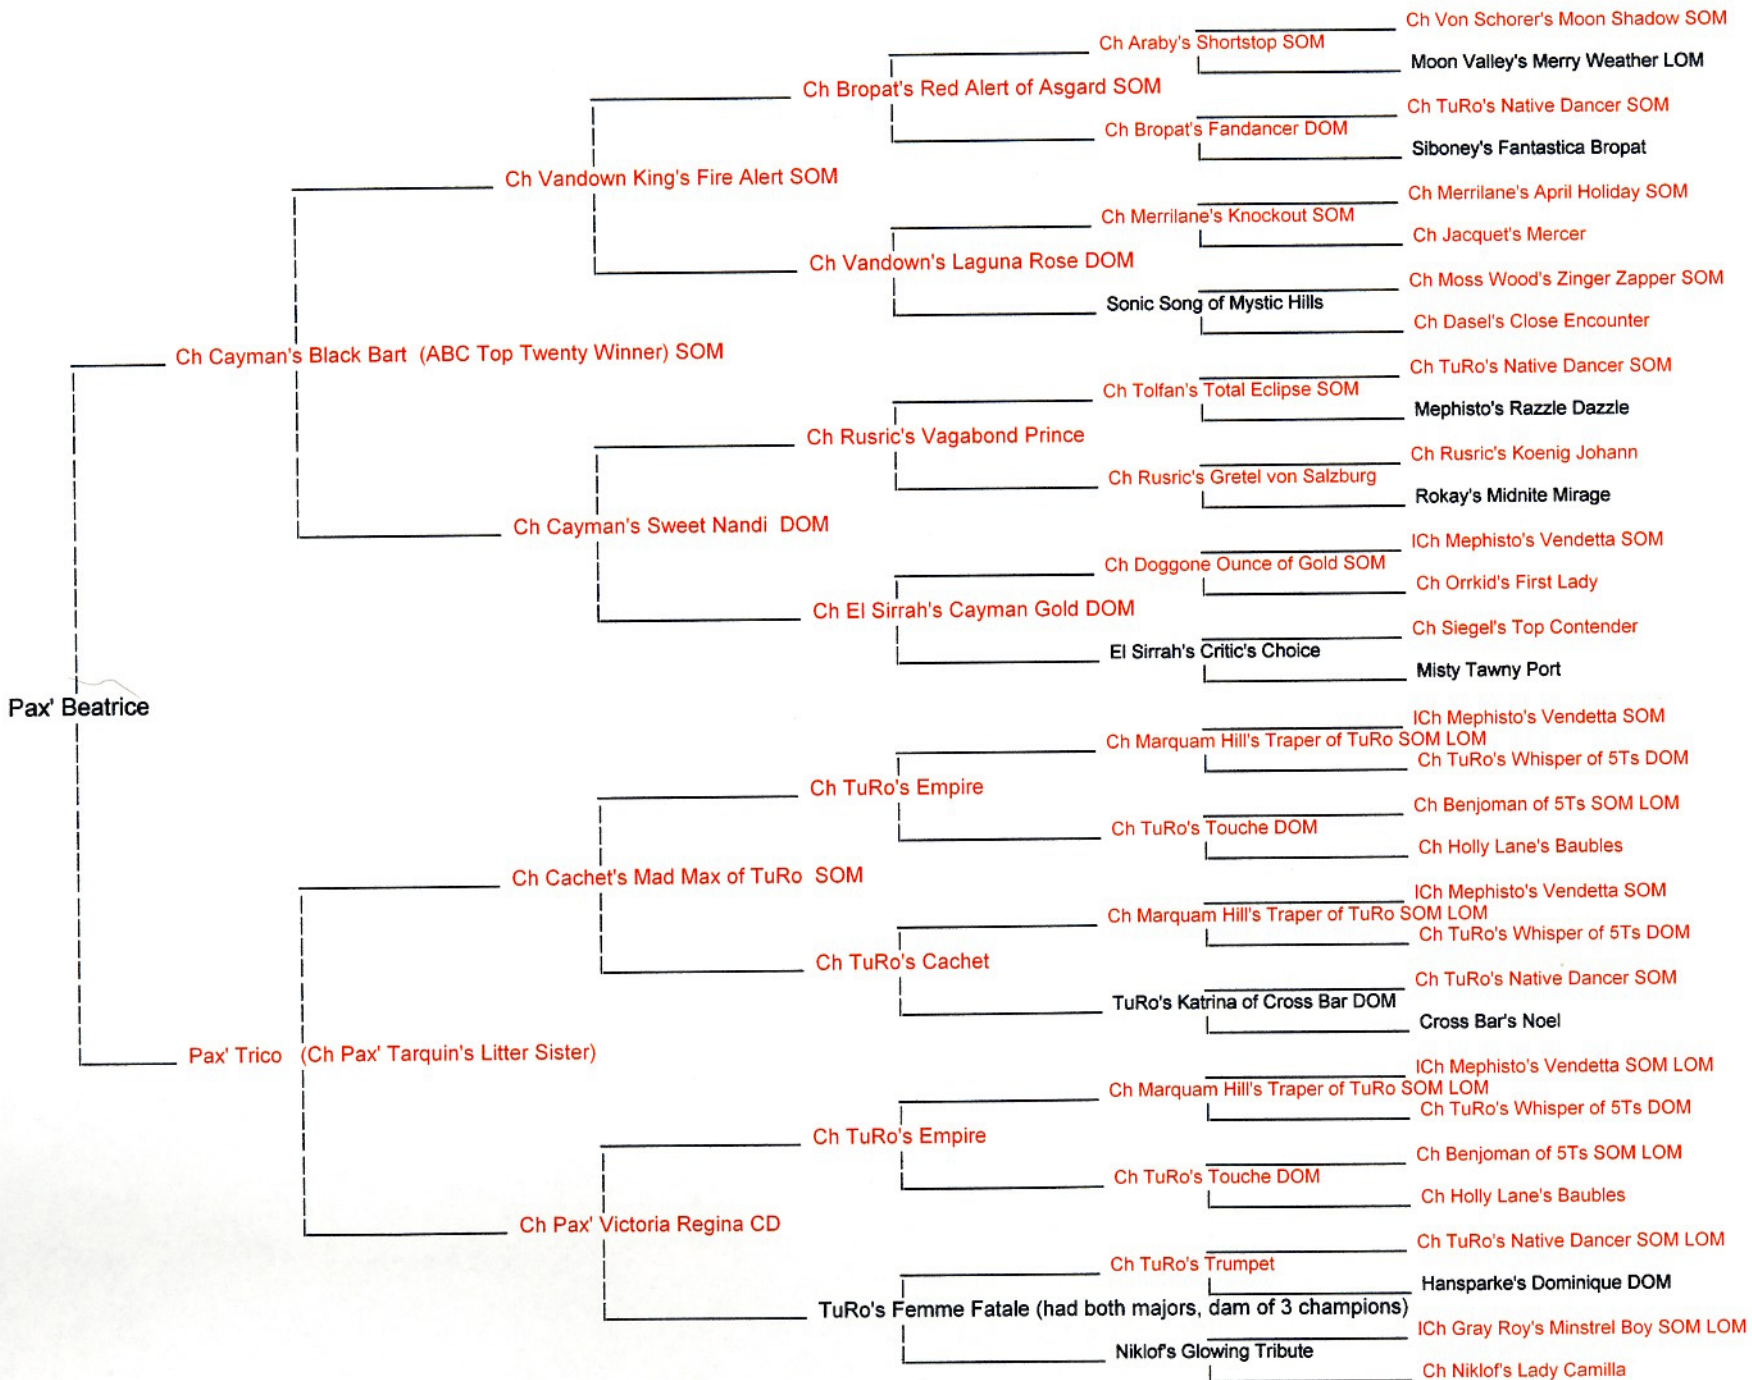 Ch Von Schorer's Moon Shadow SOM
Ch Araby's Shortstop SOM
Moon Valley's Merry Weather LOM
Ch Bropat's Red Alert of Asgard SOM
Ch TuRo's Native Dancer SOM
Ch Bropat's Fandancer DOM
Siboney's Fantastica Bropat
Ch Vandown King's Fire Alert SOM
Ch Merrilane's April Holiday SOM
Ch Merrilane's Knockout SOM
Ch Jacquet's Mercer
Ch Vandown's Laguna Rose DOM
Ch Moss Wood's Zinger Zapper SOM
Sonic Song of Mystic Hills
Ch Dasel's Close Encounter
Ch Cayman's Black Bart (ABC Top Twenty Winner) SOM
Ch TuRo's Native Dancer SOM
Ch Tolfan's Total Eclipse SOM
Mephisto's Razzle Dazzle
Ch Rusric's Vagabond Prince
Ch Rusric's Koenig Johann
Ch Rusric's Gretel von Salzburg
Rokay's Midnite Mirage
Ch Cayman's Sweet Nandi DOM
ICh Mephisto's Vendetta SOM
Ch Doggone Ounce of Gold SOM
Ch Orrkid's First Lady
Ch El Sirrah's Cayman Gold DOM
Ch Siegel's Top Contender
El Sirrah's Critic's Choice
Misty Tawny Port
Pax' Beatrice
ICh Mephisto's Vendetta SOM
Ch Marquam Hill's Traper of TuRo SOM LOM
Ch TuRo's Whisper of 5Ts DOM
Ch TuRo's Empire
Ch Benjoman of 5Ts SOM LOM
Ch TuRo's Touche DOM
Ch Holly Lane's Baubles
Ch Cachet's Mad Max of TuRo SOM
ICh Mephisto's Vendetta SOM
Ch Marquam Hill's Traper of TuRo SOM LOM
Ch TuRo's Whisper of 5Ts DOM
Ch TuRo's Cachet
Ch TuRo's Native Dancer SOM
TuRo's Katrina of Cross Bar DOM
Cross Bar's Noel
Pax' Trico (Ch Pax' Tarquin's Litter Sister)
ICh Mephisto's Vendetta SOM LOM
Ch Marquam Hill's Traper of TuRo SOM LOM
Ch TuRo's Whisper of 5Ts DOM
Ch TuRo's Empire
Ch Benjoman of 5Ts SOM LOM
Ch TuRo's Touche DOM
Ch Holly Lane's Baubles
Ch Pax' Victoria Regina CD
Ch TuRo's Native Dancer SOM LOM
Ch TuRo's Trumpet
Hansparke's Dominique DOM
TuRo's Femme Fatale (had both majors, dam of 3 champions)
ICh Gray Roy's Minstrel Boy SOM LOM
Niklof's Glowing Tribute
Ch Niklof's Lady Camilla